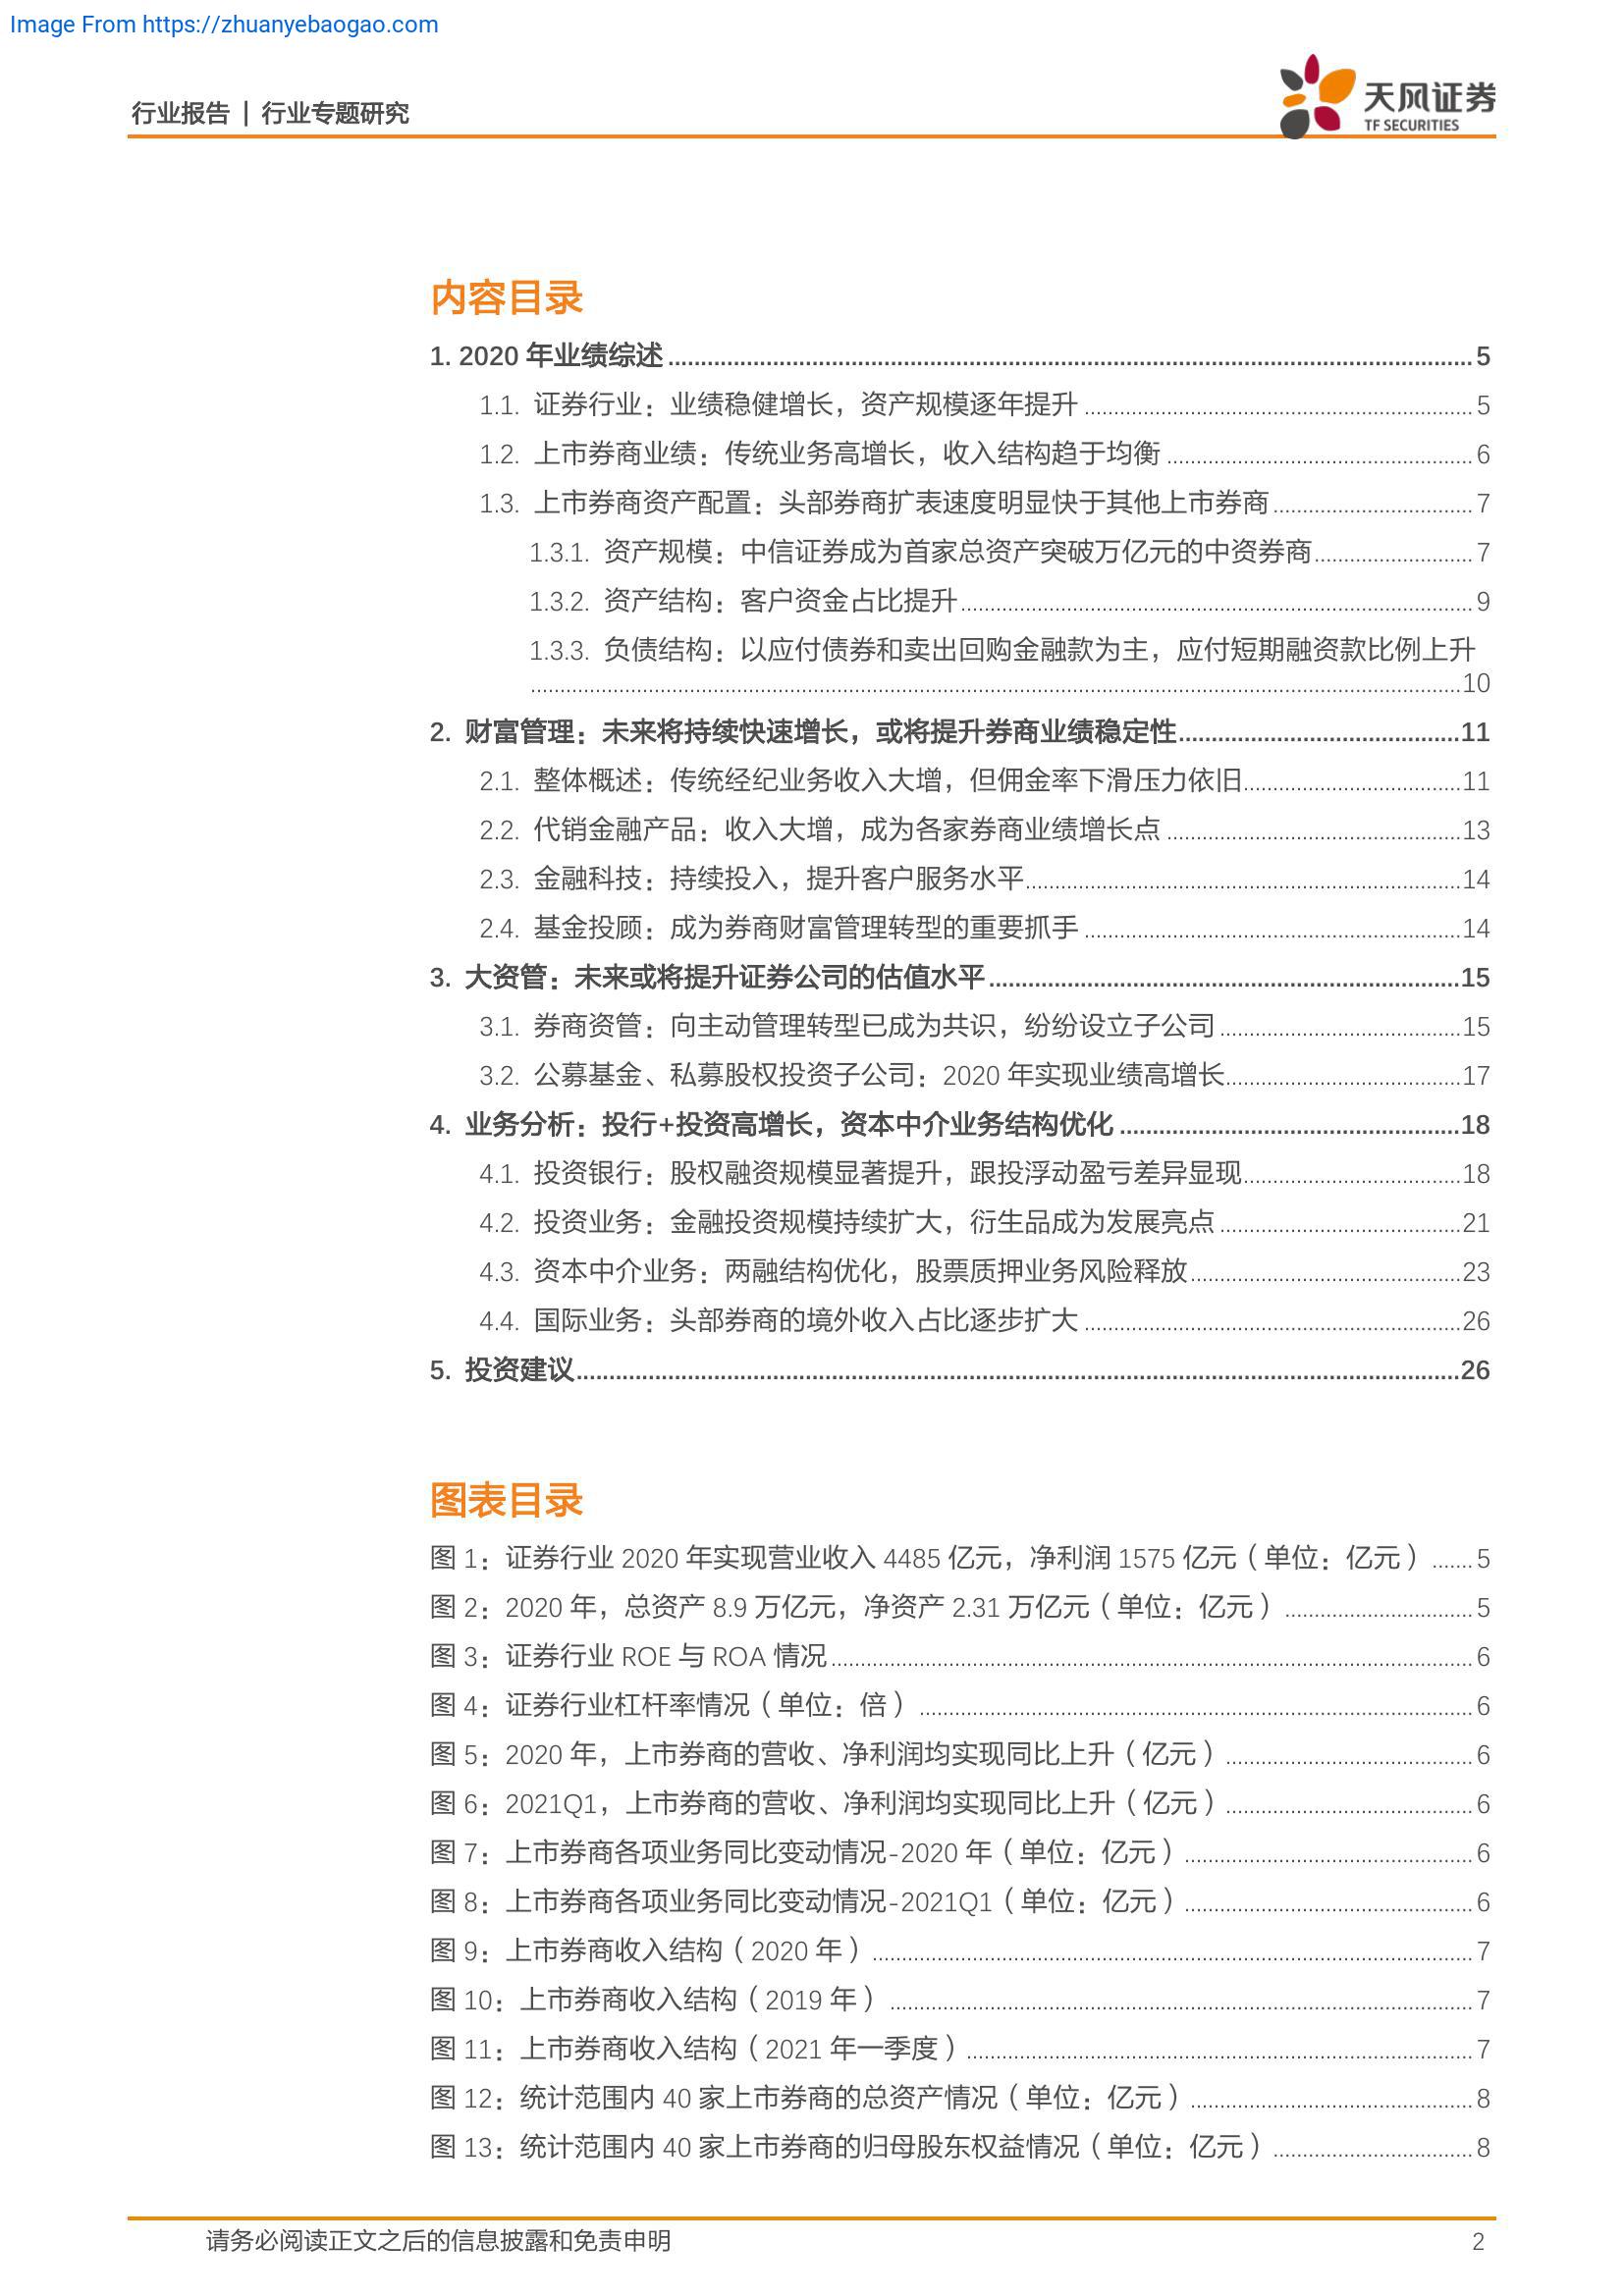 Image From https://zhuanyebaogao.com
行业报告 | 行业专题研究
天风证券
TF SECURITIES
内容目录
1. 2020 年业绩综述 5
1.1. 证券行业：业绩稳健增长，资产规模逐年提升 5
1.2. 上市券商业绩：传统业务高增长，收入结构趋于均衡 6
1.3. 上市券商资产配置：头部券商扩表速度明显快于其他上市券商 7
1.3.1. 资产规模：中信证券成为首家总资产突破万亿元的中资券商 7
1.3.2. 资产结构：客户资金占比提升 9
1.3.3. 负债结构：以应付债券和卖出回购金融款为主，应付短期融资款比例上升
10
2. 财富管理：未来将持续快速增长，或将提升券商业绩稳定性 11
2.1. 整体概述：传统经纪业务收入大增，但佣金率下滑压力依旧 11
2.2. 代销金融产品：收入大增，成为各家券商业绩增长点 13
2.3. 金融科技：持续投入，提升客户服务水平 14
2.4. 基金投顾：成为券商财富管理转型的重要抓手 14
3. 大资管：未来或将提升证券公司的估值水平 15
3.1. 券商资管：向主动管理转型已成为共识，纷纷设立子公司 15
3.2. 公募基金、私募股权投资子公司：2020 年实现业绩高增长 17
4. 业务分析：投行+投资高增长，资本中介业务结构优化 18
4.1. 投资银行：股权融资规模显著提升，跟投浮动盈亏差异显现 18
4.2. 投资业务：金融投资规模持续扩大，衍生品成为发展亮点 21
4.3. 资本中介业务：两融结构优化，股票质押业务风险释放 23
4.4. 国际业务：头部券商的境外收入占比逐步扩大 26
5. 投资建议 26
图表目录
图 1：证券行业 2020 年实现营业收入 4485 亿元，净利润 1575 亿元（单位：亿元） 5
图 2：2020 年，总资产 8.9 万亿元，净资产 2.31 万亿元（单位：亿元） 5
图 3：证券行业 ROE 与 ROA 情况 6
图 4：证券行业杠杆率情况（单位：倍） 6
图 5：2020 年，上市券商的营收、净利润均实现同比上升（亿元） 6
图 6：2021Q1，上市券商的营收、净利润均实现同比上升（亿元） 6
图 7：上市券商各项业务同比变动情况-2020 年（单位：亿元） 6
图 8：上市券商各项业务同比变动情况-2021Q1（单位：亿元） 6
图 9：上市券商收入结构（2020 年） 7
图 10：上市券商收入结构（2019 年） 7
图 11：上市券商收入结构（2021 年一季度） 7
图 12：统计范围内 40 家上市券商的总资产情况（单位：亿元） 8
图 13：统计范围内 40 家上市券商的归母股东权益情况（单位：亿元） 8
请务必阅读正文之后的信息披露和免责申明 2